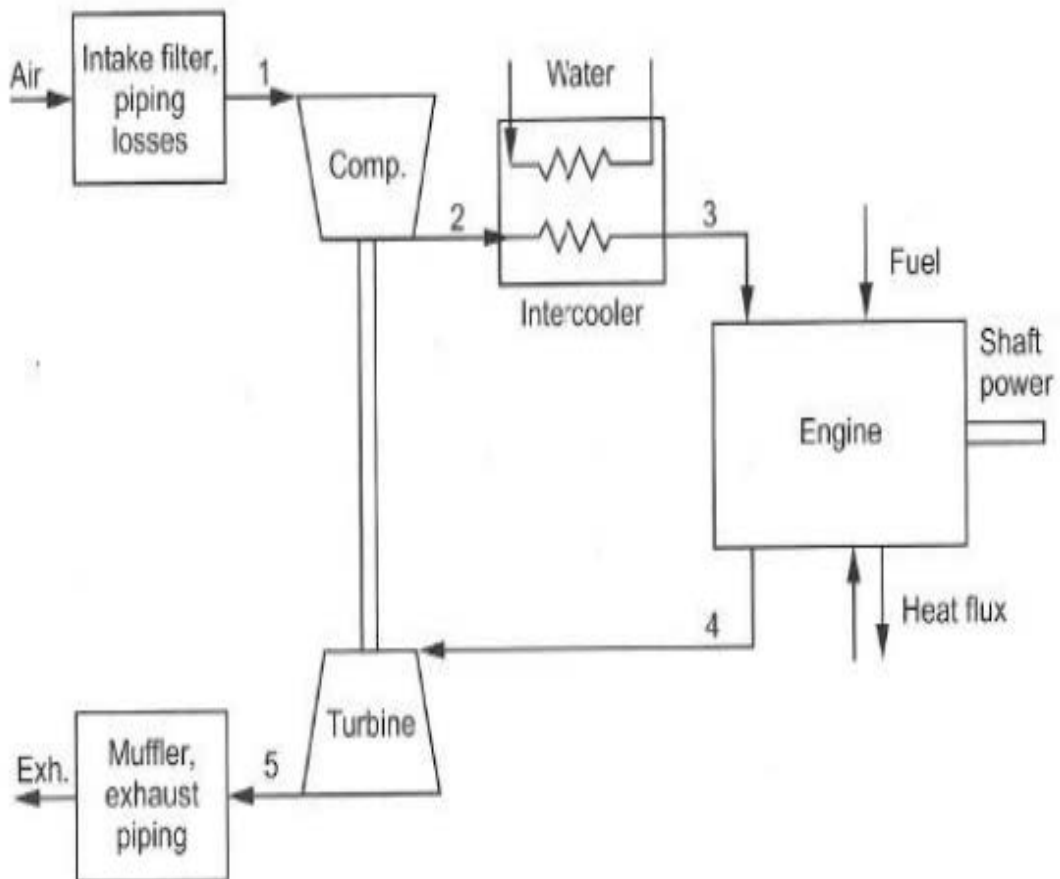 Air
Intake filter,
piping
losses
1
Comp.
Water
2
3
Intercooler
Fuel
Shaft
power
Engine
Heat flux
4
Turbine
5
Muffler,
exhaust
piping
Exh.